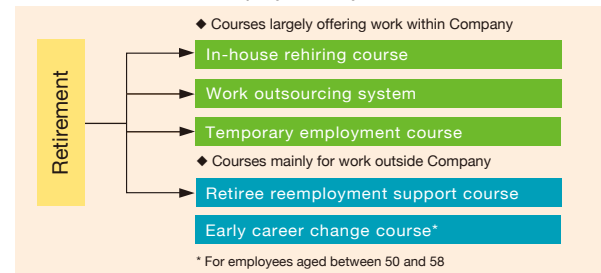 ◆ Courses largely offering work within Company
In-house rehiring course
Work outsourcing system
Temporary employment course
Retirement
◆ Courses mainly for work outside Company
Retiree reemployment support course
Early career change course*
* For employees aged between 50 and 58